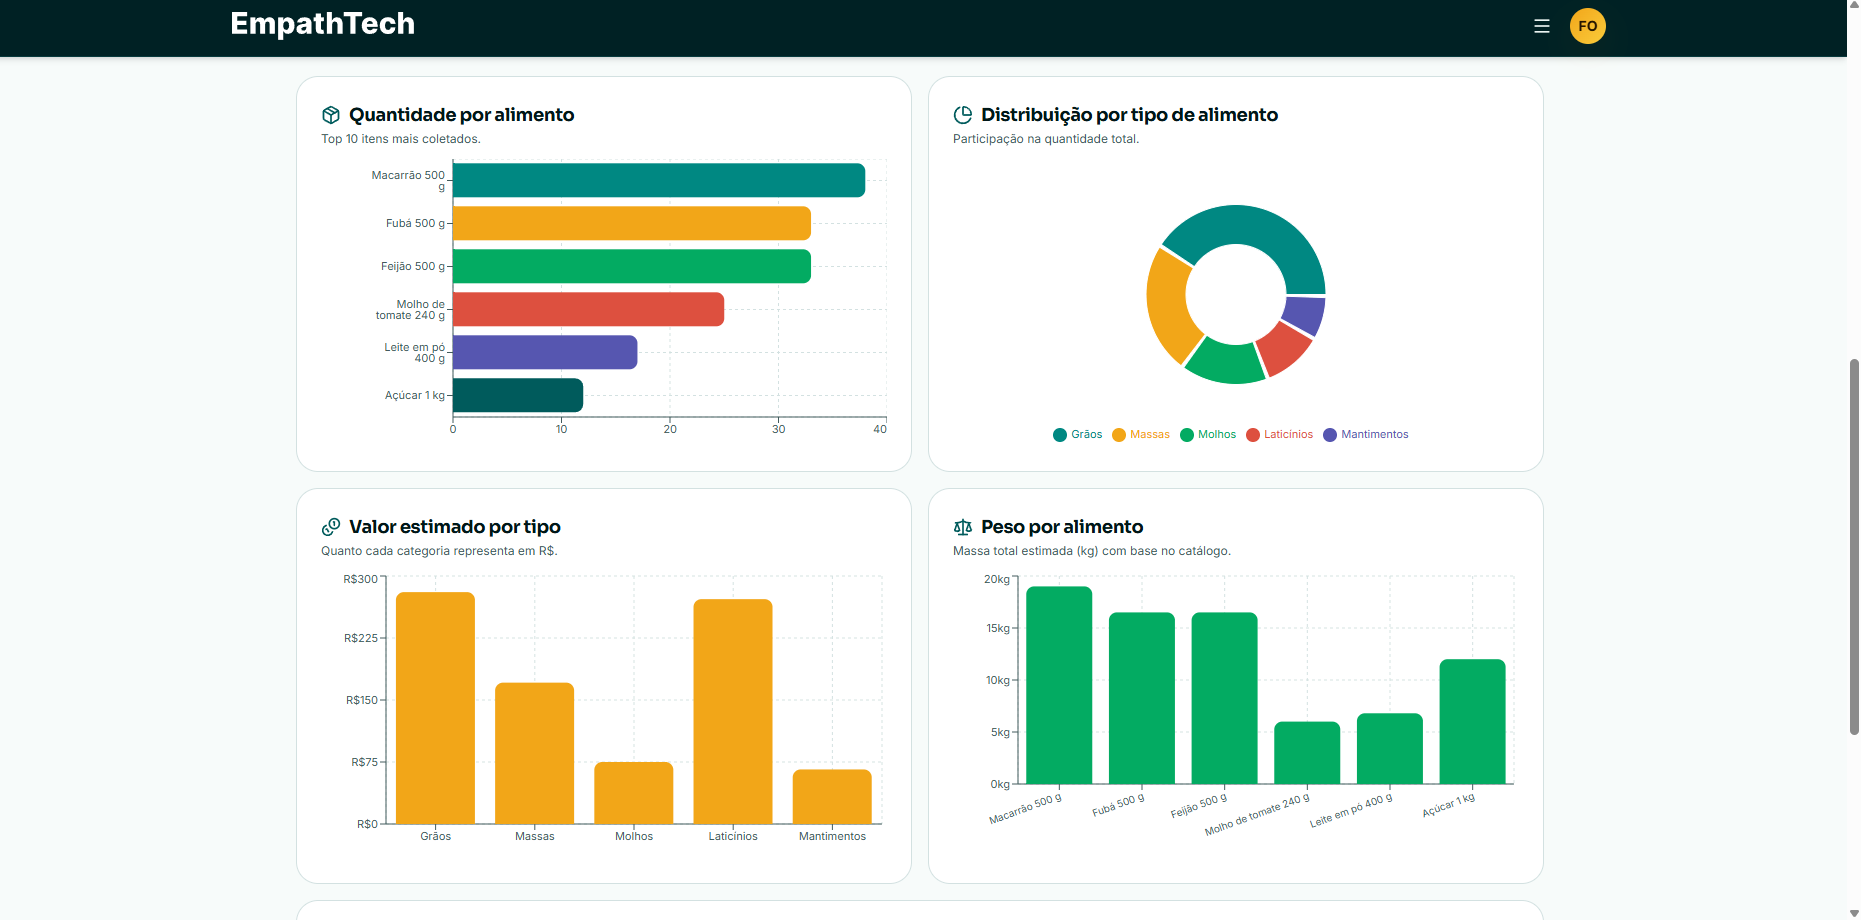 EmpathTech
FO
Quantidade por alimento
Top 10 itens mais coletados.
Macarrão 500
g
Fubá 500 g
Feijão 500 g
Molho de
tomate 240 g
Leite em pó
400 g
Açúcar 1 kg
0 10 20 30 40
Distribuição por tipo de alimento
Participação na quantidade total.
Grãos Massas Molhos Laticínios Mantimentos
Valor estimado por tipo
Quanto cada categoria representa em R$.
R$300
R$225
R$150
R$75
R$0
Grãos Massas Molhos Laticínios Mantimentos
Peso por alimento
Massa total estimada (kg) com base no catálogo.
20kg
15kg
10kg
5kg
0kg
Macarrão 500 g
Fubá 500 g
Feijão 500 g
Molho de tomate 240 g
Leite em pó 400 g
Açúcar 1 kg